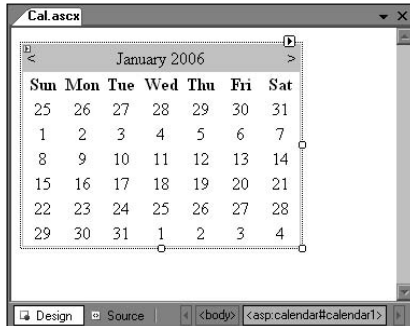 Cal.ascx
< January 2006 >
Sun Mon Tue Wed Thu Fri Sat
25 26 27 28 29 30 31
1 2 3 4 5 6 7
8 9 10 11 12 13 14
15 16 17 18 19 20 21
22 23 24 25 26 27 28
29 30 31 1 2 3 4
Design Source <body> <asp:calendar#calendar1>